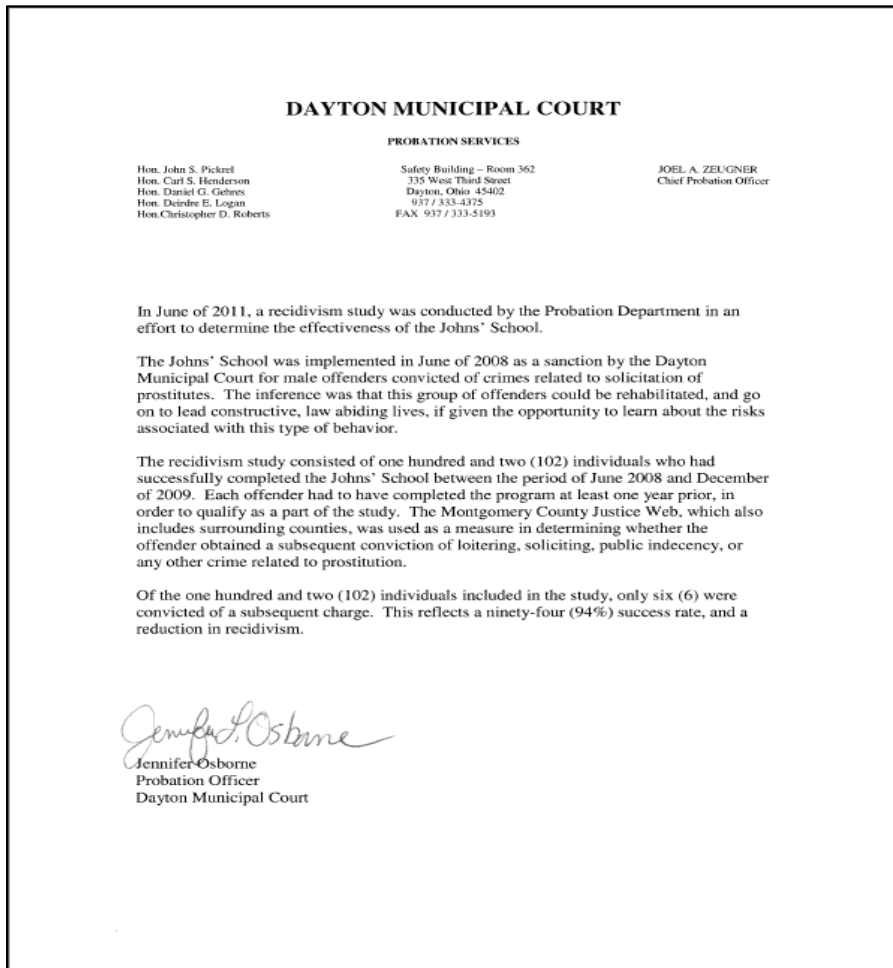 DAYTON MUNICIPAL COURT
PROBATION SERVICES
Hon. John S. Pickrel
Hon. Carl S. Henderson
Hon. Daniel G. Gehres
Hon. Deirdre E. Logan
Hon.Christopher D. Roberts
Safety Building – Room 362
335 West Third Street
Dayton, Ohio 45402
937 / 333-4375
FAX 937 / 333-5193
JOEL A. ZEUGNER
Chief Probation Officer
In June of 2011, a recidivism study was conducted by the Probation Department in an
effort to determine the effectiveness of the Johns’ School.
The Johns’ School was implemented in June of 2008 as a sanction by the Dayton
Municipal Court for male offenders convicted of crimes related to solicitation of
prostitutes. The inference was that this group of offenders could be rehabilitated, and go
on to lead constructive, law abiding lives, if given the opportunity to learn about the risks
associated with this type of behavior.
The recidivism study consisted of one hundred and two (102) individuals who had
successfully completed the Johns’ School between the period of June 2008 and December
of 2009. Each offender had to have completed the program at least one year prior, in
order to qualify as a part of the study. The Montgomery County Justice Web, which also
includes surrounding counties, was used as a measure in determining whether the
offender obtained a subsequent conviction of loitering, soliciting, public indecency, or
any other crime related to prostitution.
Of the one hundred and two (102) individuals included in the study, only six (6) were
convicted of a subsequent charge. This reflects a ninety-four (94%) success rate, and a
reduction in recidivism.
Jennifer L. Osborne
Jennifer Osborne
Probation Officer
Dayton Municipal Court